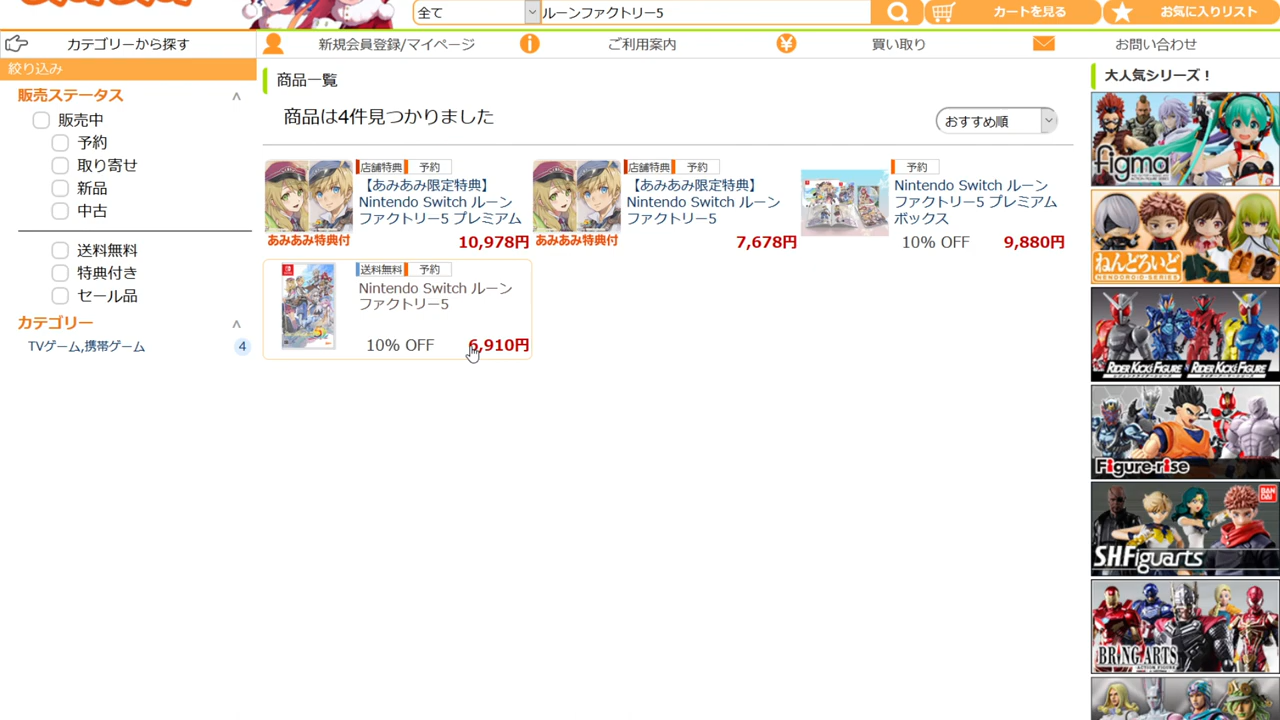 全て
ルーンファクトリー5
カートを見る
お気に入りリスト
カテゴリーから探す
新規会員登録/マイページ
ご利用案内
買い取り
お問い合わせ
絞り込み
販売ステータス
販売中
予約
取り寄せ
新品
中古
送料無料
特典付き
セール品
カテゴリー
TVゲーム,携帯ゲーム
4
商品一覧
商品は4件見つかりました
おすすめ順
店舗特典 予約
【あみあみ限定特典】
Nintendo Switch ルーン
ファクトリー5 プレミアム
あみあみ特典付
10,978円
店舗特典 予約
【あみあみ限定特典】
Nintendo Switch ルーン
ファクトリー5
あみあみ特典付
7,678円
予約
Nintendo Switch ルーン
ファクトリー5 プレミアム
ボックス
10% OFF 9,880円
送料無料 予約
Nintendo Switch ルーン
ファクトリー5
10% OFF 6,910円
大人気シリーズ！
figma
ねんどろいど
NENDOROID SERIES
RIDER KICK'S FIGURE
RIDER KICK'S FIGURE
Figure-rise
BANDAI
S.H.Figuarts
BRING ARTS
ACTION FIGURE